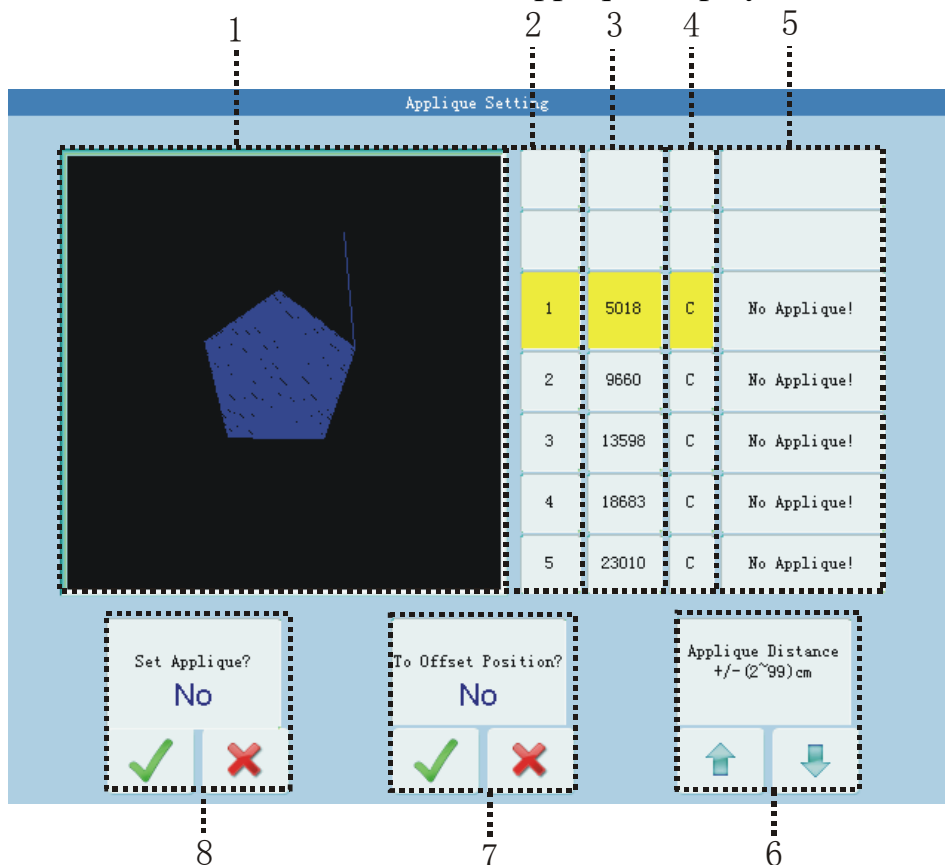 1 2 3 4 5
Applique Setting
1 5018 C No Applique!
2 9660 C No Applique!
3 13598 C No Applique!
4 18683 C No Applique!
5 23010 C No Applique!
Set Applique?
No
To Offset Position?
No
Applique Distance
+/-(2~99)cm
8 7 6